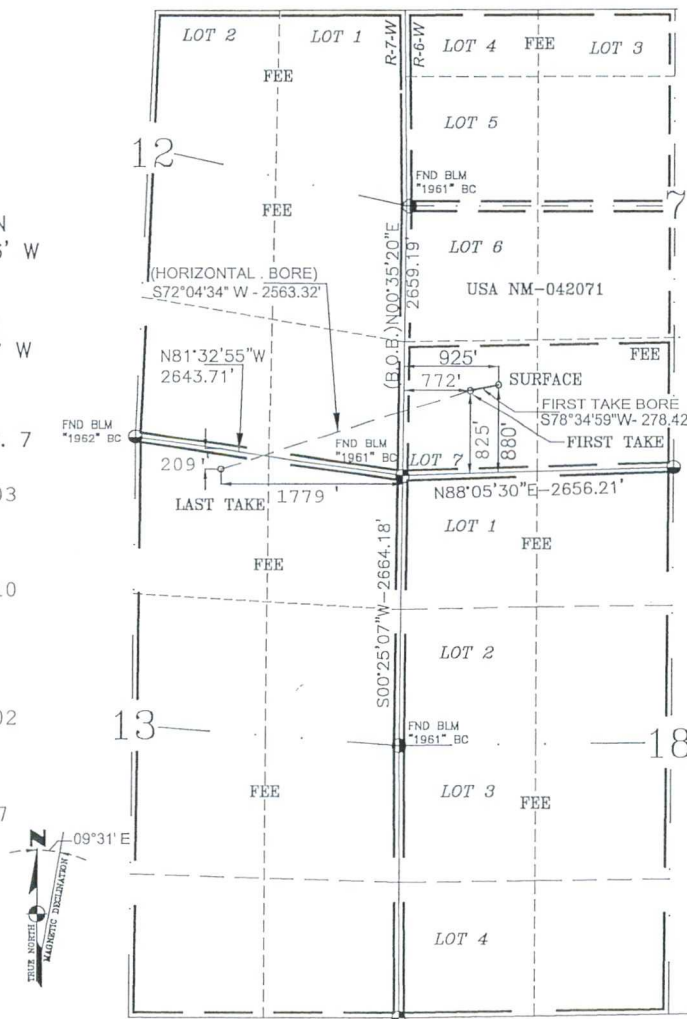 LOT 2
LOT 1
R-7-W
R-6-W
LOT 4
FEE
LOT 3
FEE
LOT 5
12
FND BLM
"1961" BC
7
FEE
LOT 6
USA NM-042071
(HORIZONTAL BORE)
S72°04'34" W - 2563.32'
(B.O.B.) N00°35'20"E
2659.19'
FEE
925'
772'
SURFACE
N81°32'55"W
2643.71'
FIRST TAKE BORE
S78°34'59"W- 278.42
FIRST TAKE
825'
880'
FND BLM
"1962" BC
FND BLM
"1961" BC
LOT 7
209'
1779 '
LAST TAKE
N88°05'30"E-2656.21'
LOT 1
FEE
FEE
S00°25'07"W-2664.18'
LOT 2
13
FND BLM
"1961" BC
18
FEE
LOT 3
FEE
LOT 4
N
09°31' E
TRUE NORTH
MAGNETIC DECLINATION
N
' W
W
. 7
03
10
02
7